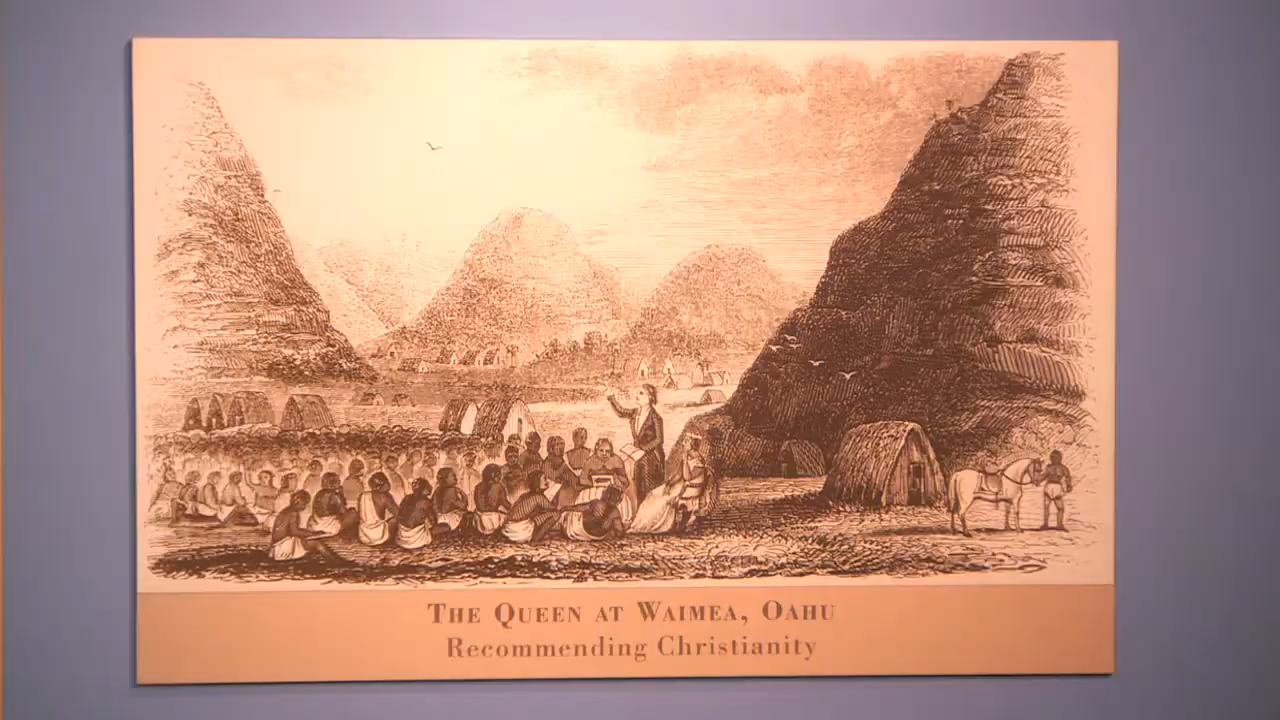 The Queen at Waimea, Oahu
Recommending Christianity